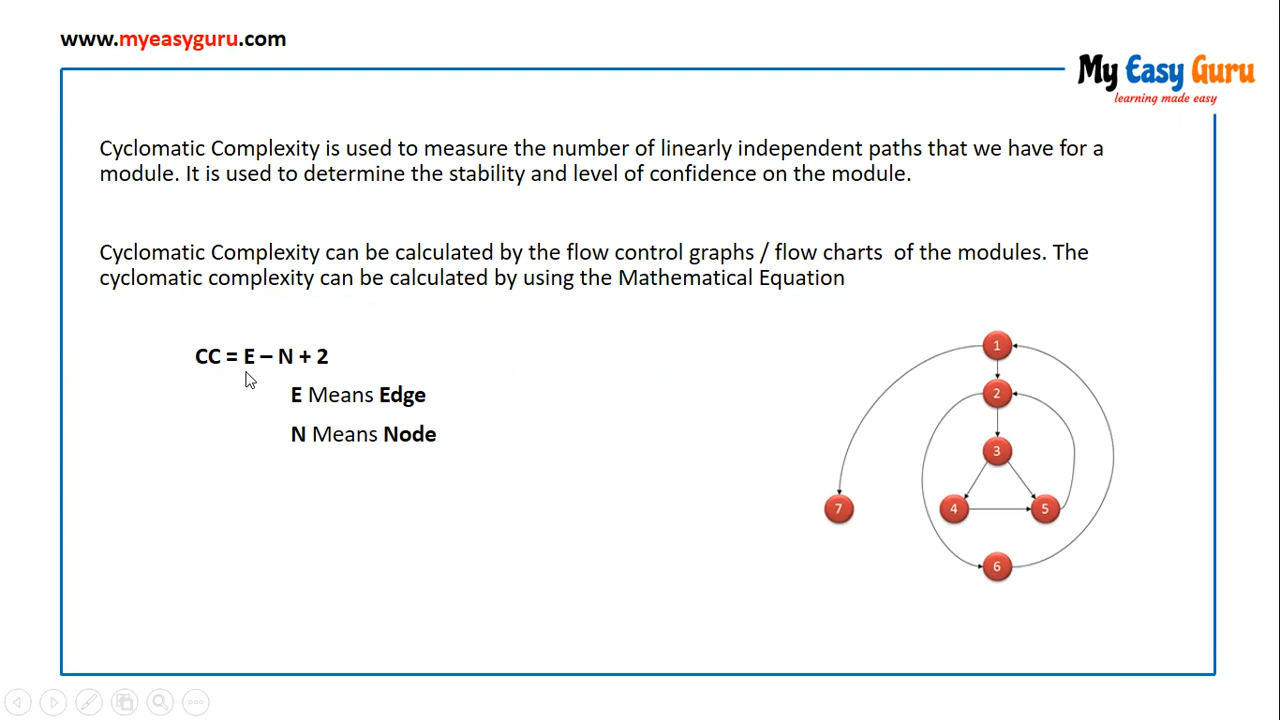 www.myeasyguru.com
My Easy Guru
learning made easy
Cyclomatic Complexity is used to measure the number of linearly independent paths that we have for a
module. It is used to determine the stability and level of confidence on the module.
Cyclomatic Complexity can be calculated by the flow control graphs / flow charts of the modules. The
cyclomatic complexity can be calculated by using the Mathematical Equation
CC = E – N + 2
E Means Edge
N Means Node
1
2
3
7
4
5
6